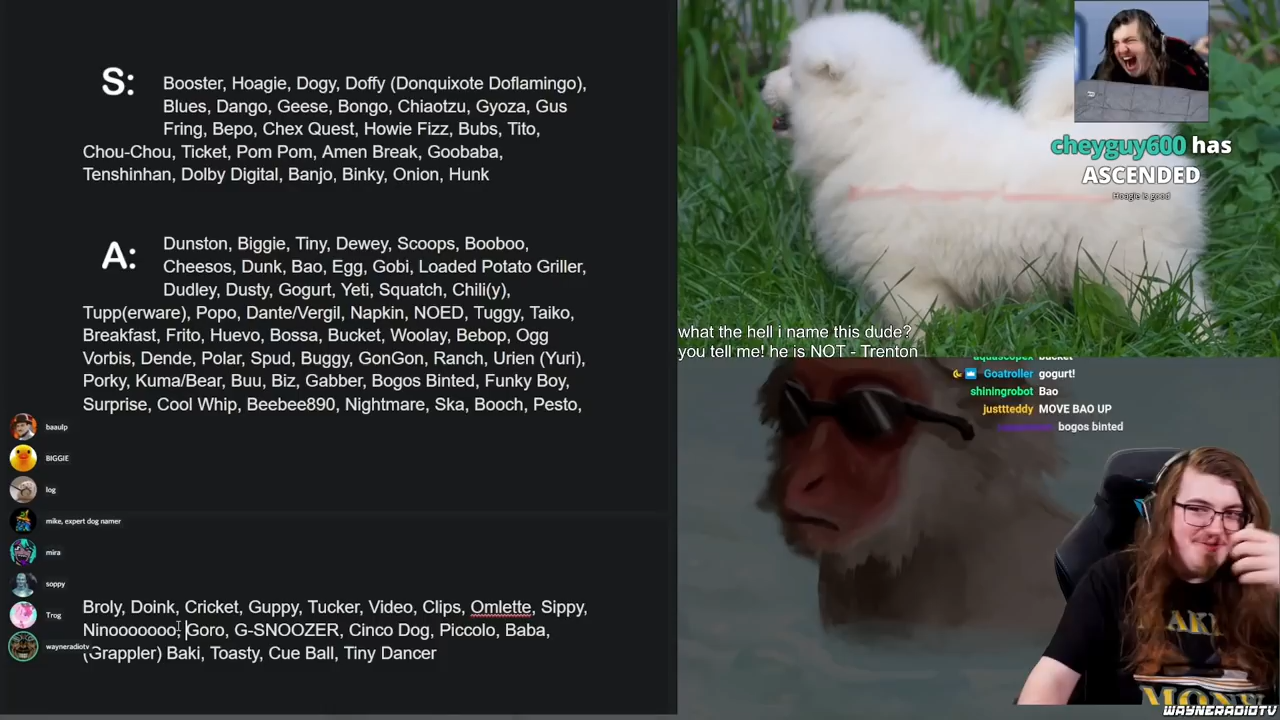 S:
Booster, Hoagie, Dogy, Doffy (Donquixote Doflamingo),
Blues, Dango, Geese, Bongo, Chiaotzu, Gyoza, Gus
Fring, Bepo, Chex Quest, Howie Fizz, Bubs, Tito,
Chou-Chou, Ticket, Pom Pom, Amen Break, Goobaba,
Tenshinhan, Dolby Digital, Banjo, Binky, Onion, Hunk
A:
Dunston, Biggie, Tiny, Dewey, Scoops, Booboo,
Cheesos, Dunk, Bao, Egg, Gobi, Loaded Potato Griller,
Dudley, Dusty, Gogurt, Yeti, Squatch, Chili(y),
Tupp(erware), Popo, Dante/Vergil, Napkin, NOED, Tuggy, Taiko,
Breakfast, Frito, Huevo, Bossa, Bucket, Woolay, Bebop, Ogg
Vorbis, Dende, Polar, Spud, Buggy, GonGon, Ranch, Urien (Yuri),
Porky, Kuma/Bear, Buu, Biz, Gabber, Bogos Binted, Funky Boy,
Surprise, Cool Whip, Beebee890, Nightmare, Ska, Booch, Pesto,
baaulp
BIGGIE
log
mike, expert dog namer
mira
soppy
Trog
wayneradiotv
Broly, Doink, Cricket, Guppy, Tucker, Video, Clips, Omlette, Sippy,
Ninooooooo!, Goro, G-SNOOZER, Cinco Dog, Piccolo, Baba,
(Grappler) Baki, Toasty, Cue Ball, Tiny Dancer
cheyguy600 has
ASCENDED
Hoagie is good
what the hell i name this dude?
you tell me! he is NOT - Trenton
aquascopex bucket
Goatroller gogurt!
shiningrobot Bao
justtteddy MOVE BAO UP
bogos binted
WAYNERADIOTV